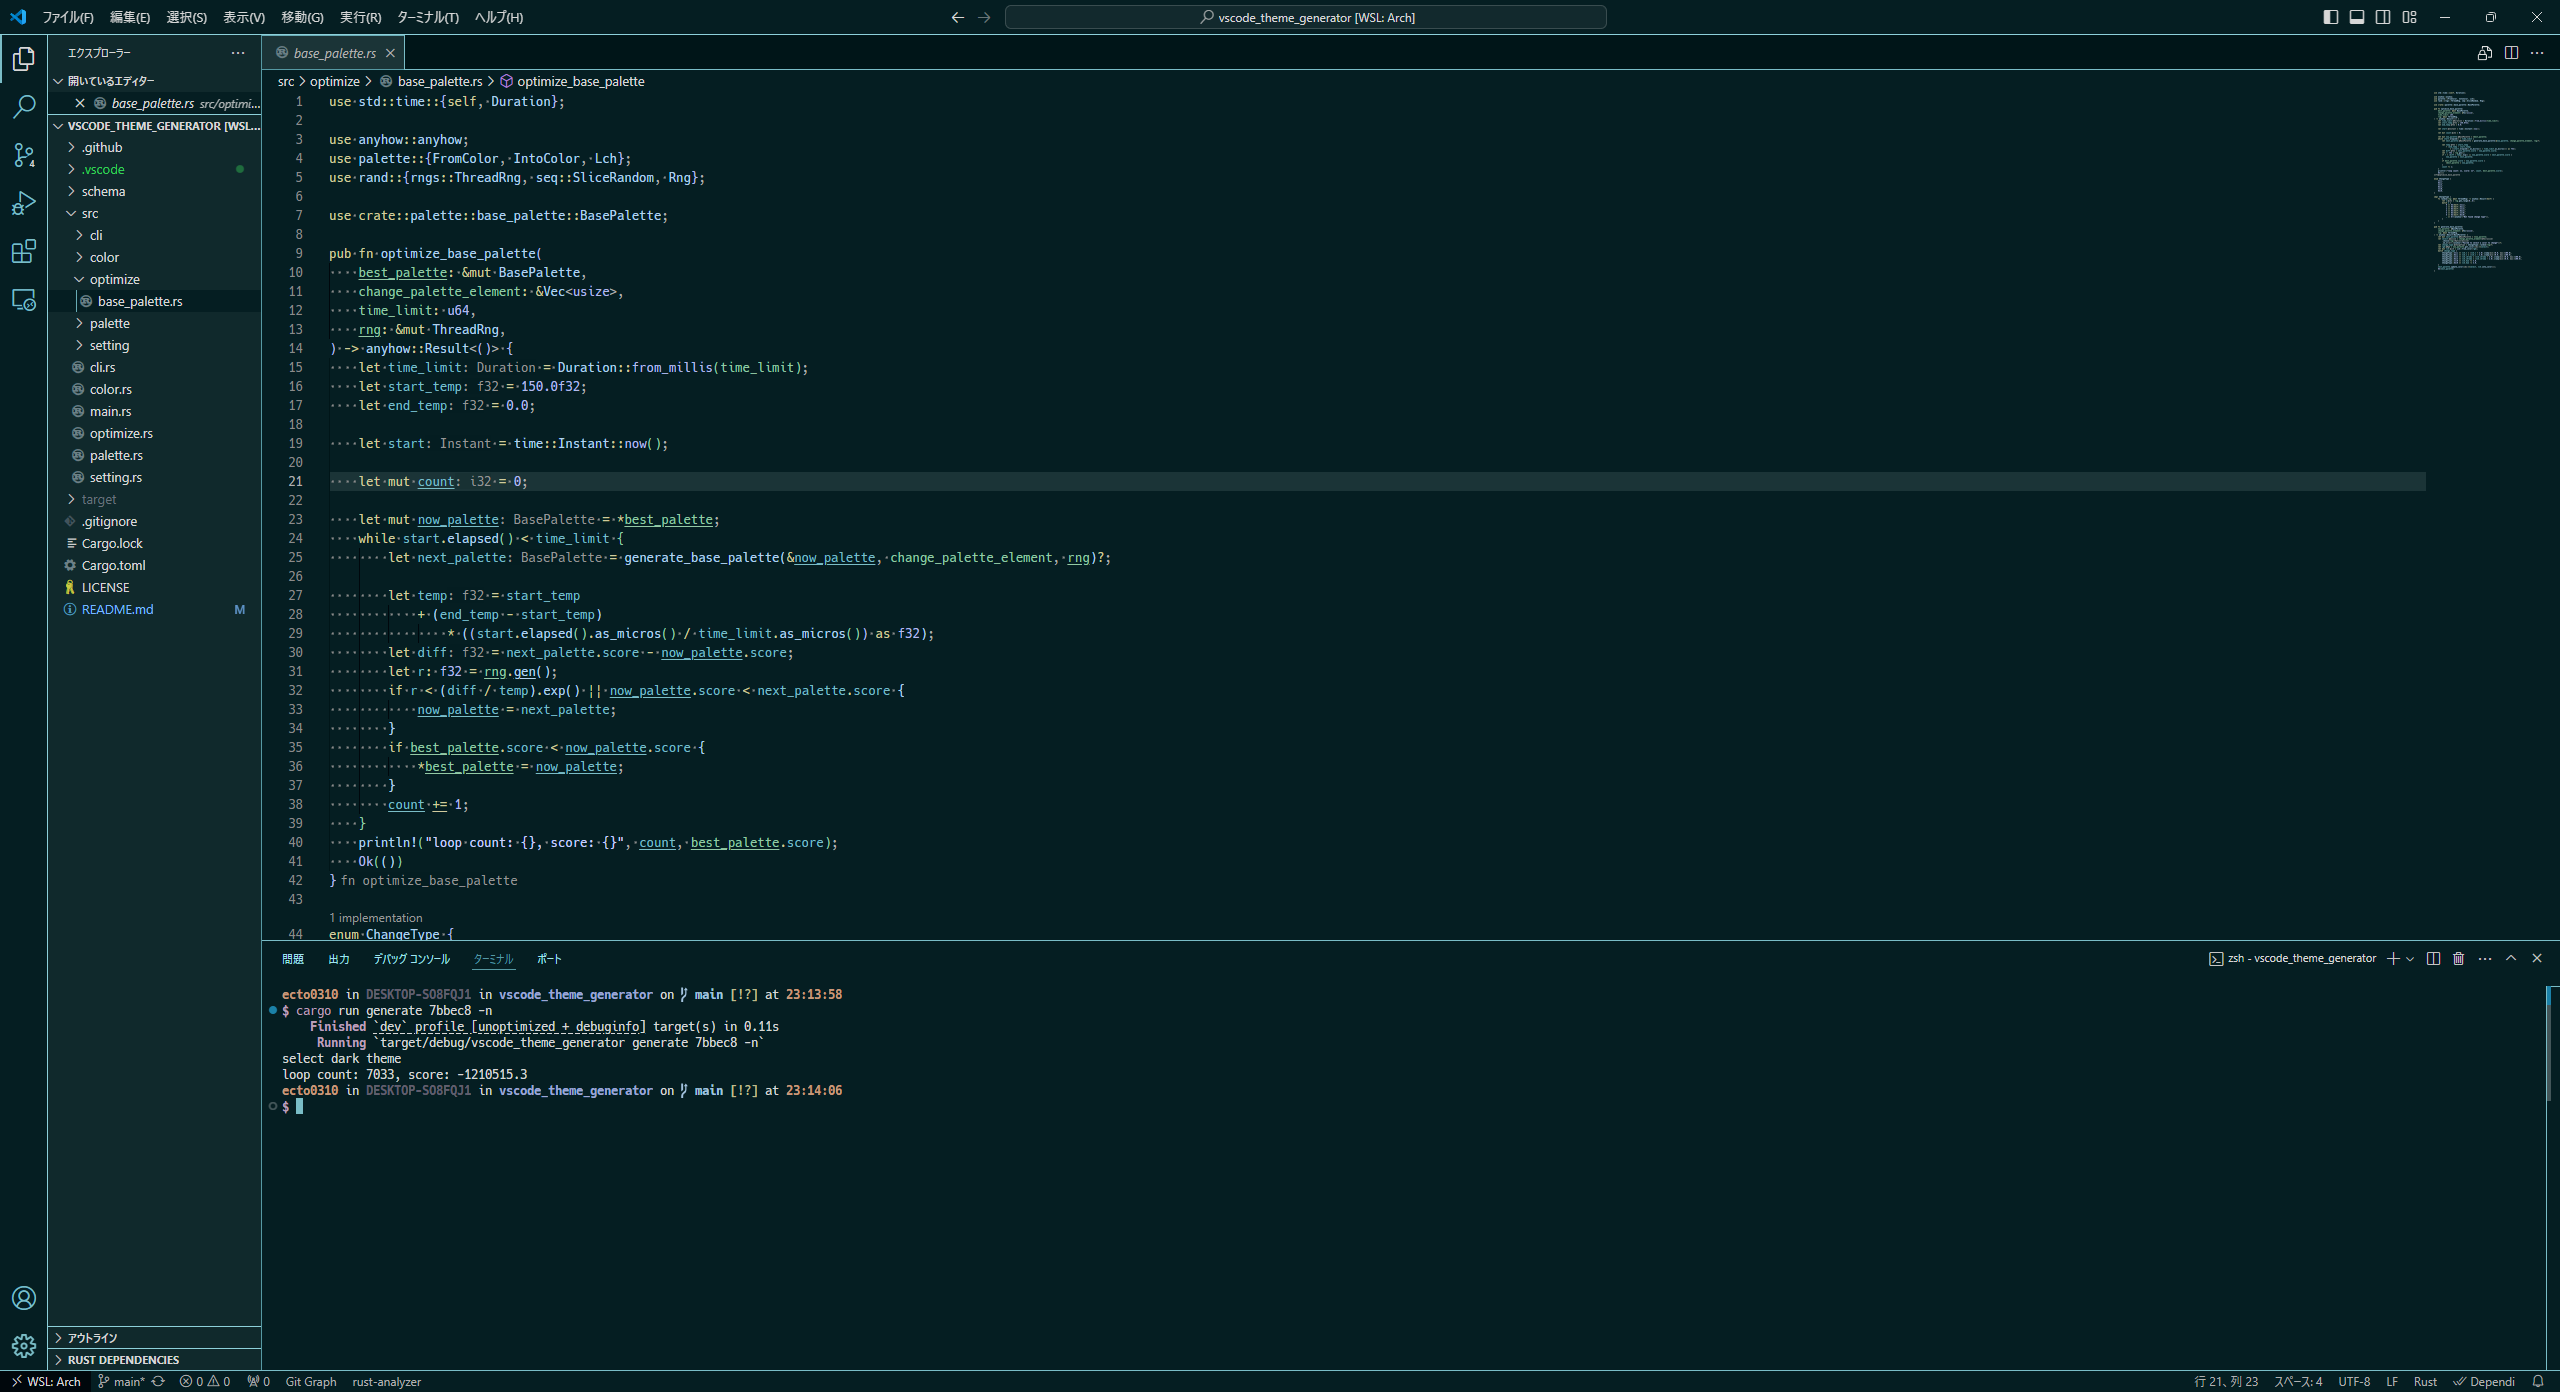 ファイル(F) 編集(E) 選択(S) 表示(V) 移動(G) 実行(R) ターミナル(T) ヘルプ(H)
vscode_theme_generator [WSL: Arch]
エクスプローラー
開いているエディター
base_palette.rs src/optimi...
VSCODE_THEME_GENERATOR [WSL...
.github
.vscode
schema
src
cli
color
optimize
base_palette.rs
palette
setting
cli.rs
color.rs
main.rs
optimize.rs
palette.rs
setting.rs
target
.gitignore
Cargo.lock
Cargo.toml
LICENSE
README.md M
アウトライン
RUST DEPENDENCIES
4
base_palette.rs
src > optimize > base_palette.rs > optimize_base_palette
1 use std::time::{self, Duration};
2
3 use anyhow::anyhow;
4 use palette::{FromColor, IntoColor, Lch};
5 use rand::{rngs::ThreadRng, seq::SliceRandom, Rng};
6
7 use crate::palette::base_palette::BasePalette;
8
9 pub fn optimize_base_palette(
10 best_palette: &mut BasePalette,
11 change_palette_element: &Vec<usize>,
12 time_limit: u64,
13 rng: &mut ThreadRng,
14 ) -> anyhow::Result<()> {
15 let time_limit: Duration = Duration::from_millis(time_limit);
16 let start_temp: f32 = 150.0f32;
17 let end_temp: f32 = 0.0;
18
19 let start: Instant = time::Instant::now();
20
21 let mut count: i32 = 0;
22
23 let mut now_palette: BasePalette = *best_palette;
24 while start.elapsed() < time_limit {
25 let next_palette: BasePalette = generate_base_palette(&now_palette, change_palette_element, rng)?;
26
27 let temp: f32 = start_temp
28 + (end_temp - start_temp)
29 * ((start.elapsed().as_micros() / time_limit.as_micros()) as f32);
30 let diff: f32 = next_palette.score - now_palette.score;
31 let r: f32 = rng.gen();
32 if r < (diff / temp).exp() || now_palette.score < next_palette.score {
33 now_palette = next_palette;
34 }
35 if best_palette.score < now_palette.score {
36 *best_palette = now_palette;
37 }
38 count += 1;
39 }
40 println!("loop count: {}, score: {}", count, best_palette.score);
41 Ok(())
42 } fn optimize_base_palette
43
1 implementation
44 enum ChangeType {
問題 出力 デバッグ コンソール ターミナル ポート
zsh - vscode_theme_generator
ecto0310 in DESKTOP-SO8FQJ1 in vscode_theme_generator on main [!?] at 23:13:58
$ cargo run generate 7bbec8 -n
Finished `dev` profile [unoptimized + debuginfo] target(s) in 0.11s
Running `target/debug/vscode_theme_generator generate 7bbec8 -n`
select dark theme
loop count: 7033, score: -1210515.3
ecto0310 in DESKTOP-SO8FQJ1 in vscode_theme_generator on main [!?] at 23:14:06
$
WSL: Arch main* 0 0 0 Git Graph rust-analyzer
行 21、列 23 スペース: 4 UTF-8 LF Rust Dependi